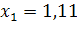 x₁ = 1,11